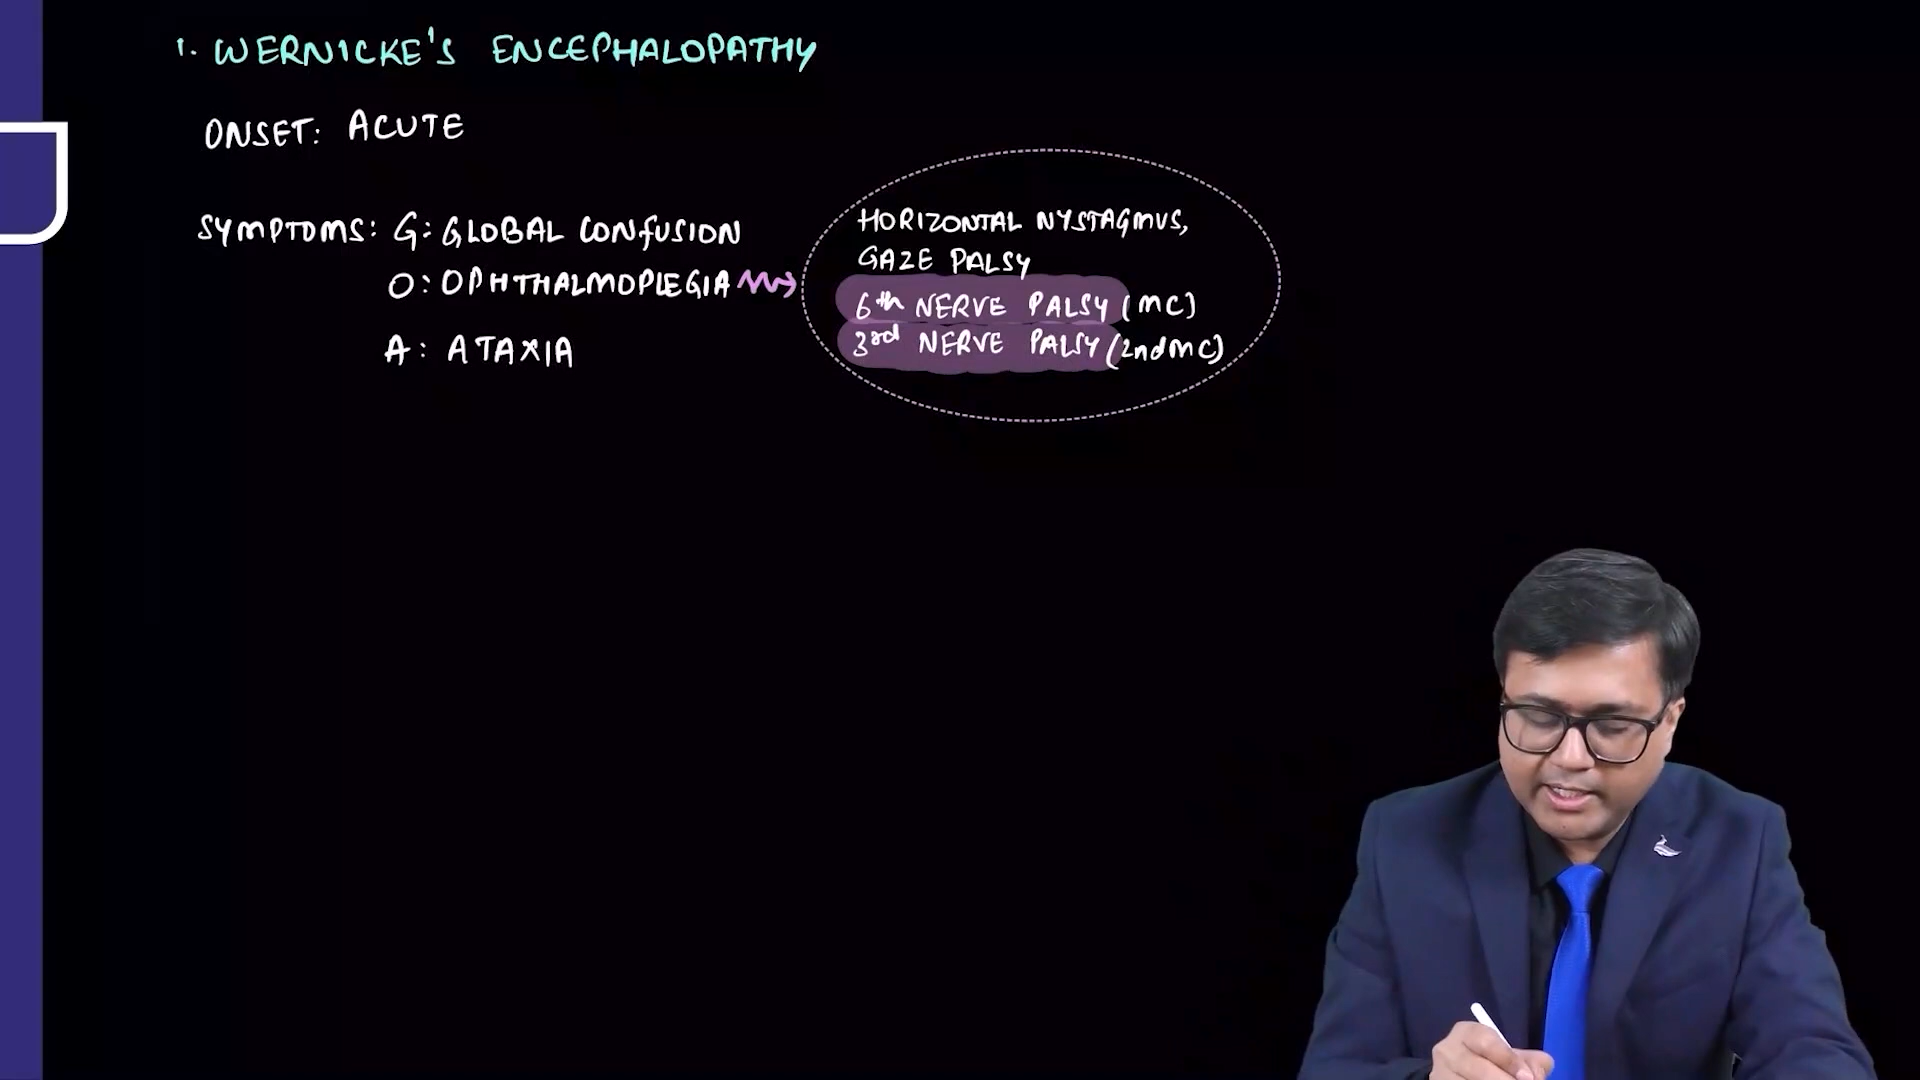 1. WERNICKE'S ENCEPHALOPATHY
ONSET: ACUTE
SYMPTOMS: G: GLOBAL CONFUSION
O: OPHTHALMOPLEGIA
A: ATAXIA
HORIZONTAL NYSTAGMUS,
GAZE PALSY
6th NERVE PALSY (MC)
3rd NERVE PALSY (2nd MC)